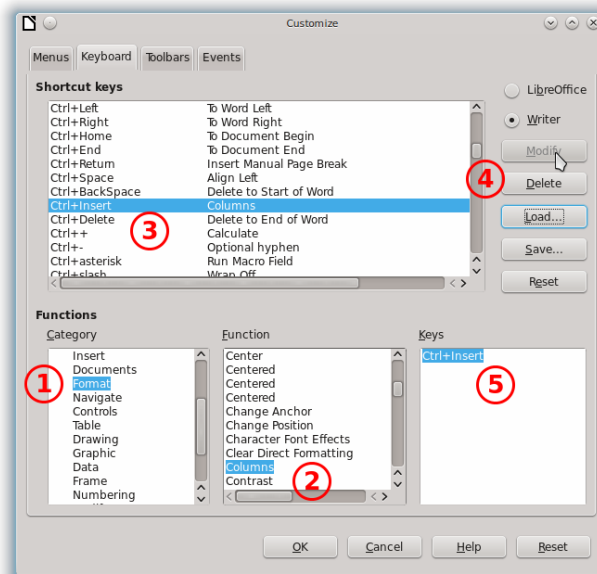 Customize
Menus Keyboard Toolbars Events
Shortcut keys
Ctrl+Left To Word Left
Ctrl+Right To Word Right
Ctrl+Home To Document Begin
Ctrl+End To Document End
Ctrl+Return Insert Manual Page Break
Ctrl+Space Align Left
Ctrl+BackSpace Delete to Start of Word
Ctrl+Insert Columns
Ctrl+Delete Delete to End of Word
Ctrl++ Calculate
Ctrl+- Optional hyphen
Ctrl+asterisk Run Macro Field
Ctrl+slash Wrap Off
3
4
LibreOffice
Writer
Modify
Delete
Load...
Save...
Reset
Functions
Category
Insert
Documents
Format
Navigate
Controls
Table
Drawing
Graphic
Data
Frame
Numbering
1
Function
Center
Centered
Centered
Centered
Change Anchor
Change Position
Character Font Effects
Clear Direct Formatting
Columns
Contrast
2
Keys
Ctrl+Insert
5
OK Cancel Help Reset